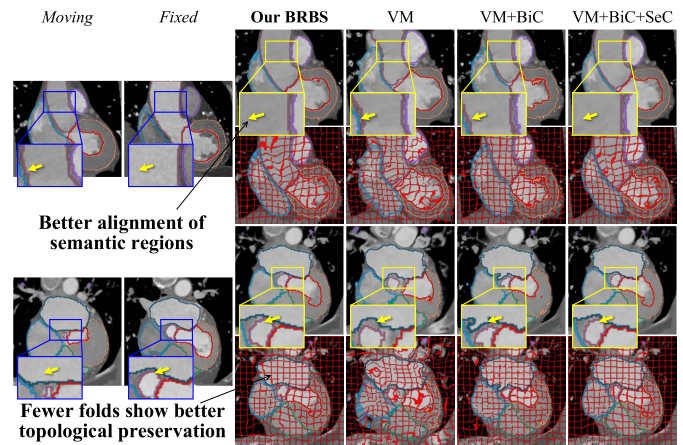 Moving Fixed Our BRBS VM VM+BiC VM+BiC+SeC
Better alignment of
semantic regions
Fewer folds show better
topological preservation